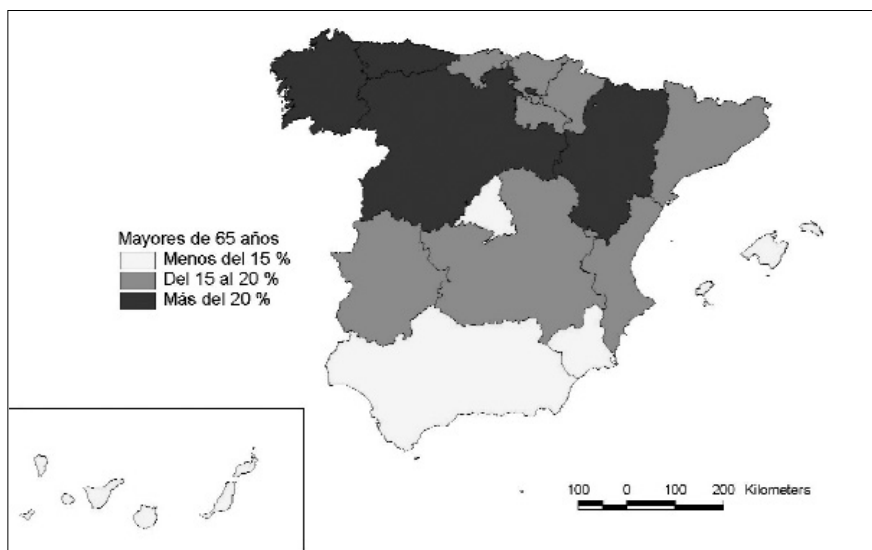 Mayores de 65 años
Menos del 15 %
Del 15 al 20 %
Más del 20 %
100 0 100 200 Kilometers